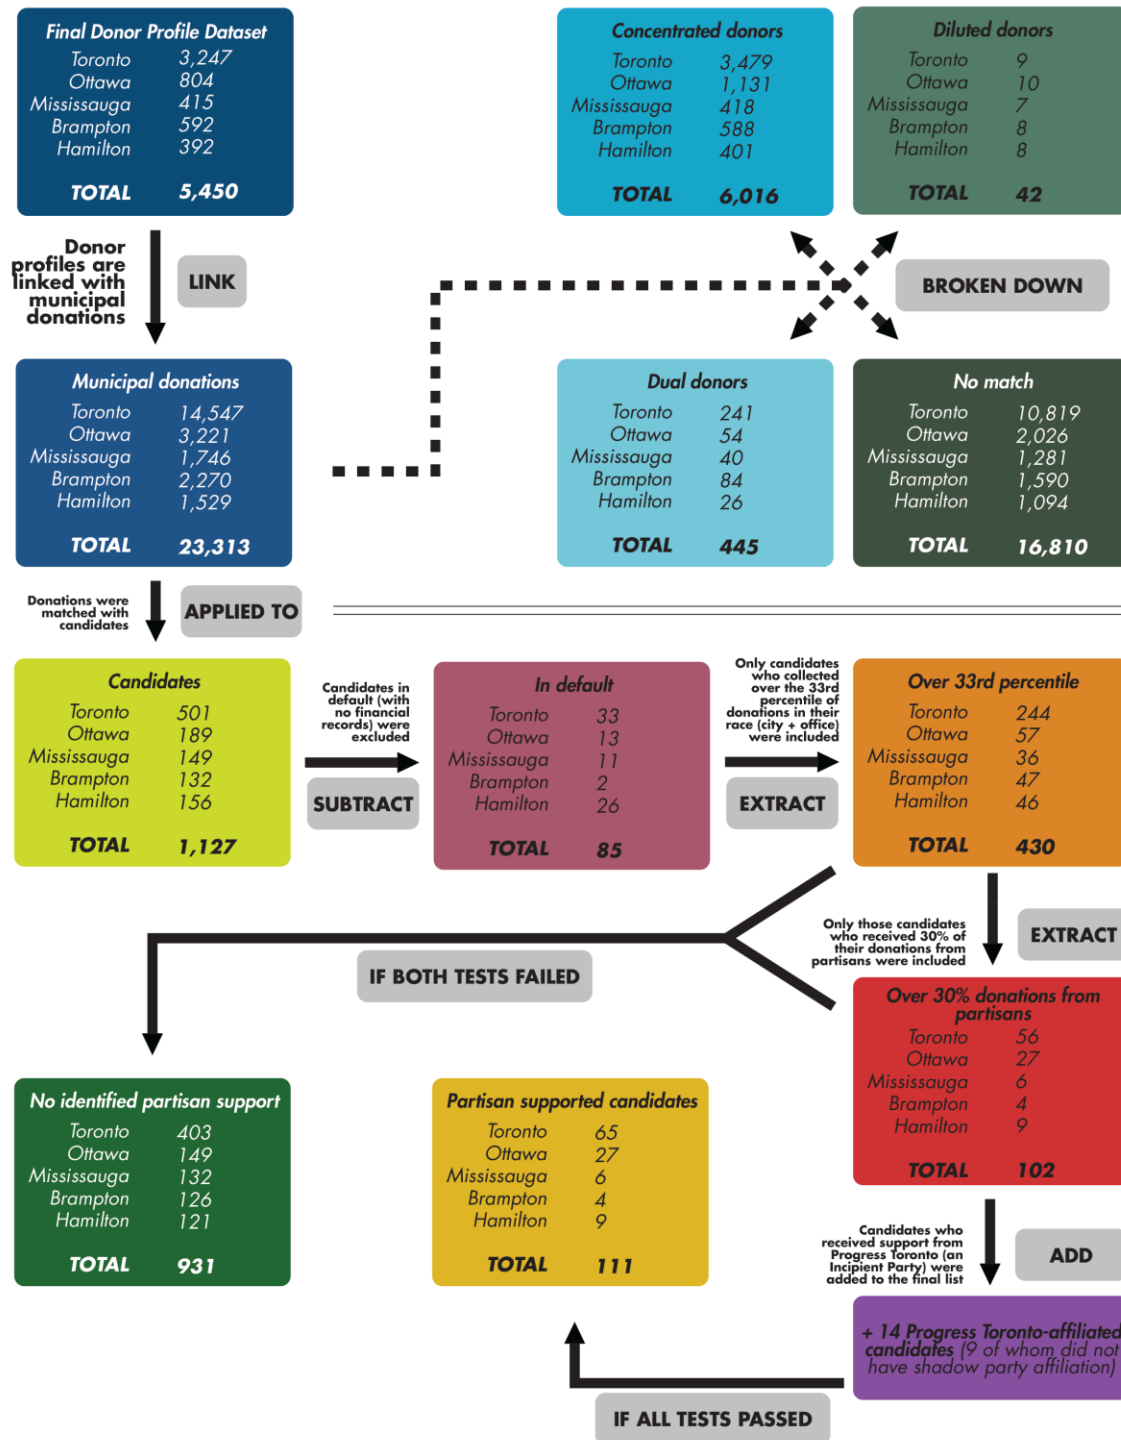 Final Donor Profile Dataset
Toronto 3,247
Ottawa 804
Mississauga 415
Brampton 592
Hamilton 392
TOTAL 5,450
Concentrated donors
Toronto 3,479
Ottawa 1,131
Mississauga 418
Brampton 588
Hamilton 401
TOTAL 6,016
Diluted donors
Toronto 9
Ottawa 10
Mississauga 7
Brampton 8
Hamilton 8
TOTAL 42
Donor
profiles are
linked with
municipal
donations
LINK
BROKEN DOWN
Municipal donations
Toronto 14,547
Ottawa 3,221
Mississauga 1,746
Brampton 2,270
Hamilton 1,529
TOTAL 23,313
Dual donors
Toronto 241
Ottawa 54
Mississauga 40
Brampton 84
Hamilton 26
TOTAL 445
No match
Toronto 10,819
Ottawa 2,026
Mississauga 1,281
Brampton 1,590
Hamilton 1,094
TOTAL 16,810
Donations were
matched with
candidates
APPLIED TO
Candidates
Toronto 501
Ottawa 189
Mississauga 149
Brampton 132
Hamilton 156
TOTAL 1,127
Candidates in
default (with
no financial
records) were
excluded
SUBTRACT
In default
Toronto 33
Ottawa 13
Mississauga 11
Brampton 2
Hamilton 26
TOTAL 85
Only candidates
who collected
over the 33rd
percentile of
donations in their
race (city + office)
were included
EXTRACT
Over 33rd percentile
Toronto 244
Ottawa 57
Mississauga 36
Brampton 47
Hamilton 46
TOTAL 430
Only those candidates
who received 30% of
their donations from
partisans were included
EXTRACT
IF BOTH TESTS FAILED
Over 30% donations from
partisans
Toronto 56
Ottawa 27
Mississauga 6
Brampton 4
Hamilton 9
TOTAL 102
No identified partisan support
Toronto 403
Ottawa 149
Mississauga 132
Brampton 126
Hamilton 121
TOTAL 931
Partisan supported candidates
Toronto 65
Ottawa 27
Mississauga 6
Brampton 4
Hamilton 9
TOTAL 111
Candidates who
received support from
Progress Toronto (an
Incipient Party) were
added to the final list
ADD
+ 14 Progress Toronto-affiliated
candidates (9 of whom did not
have shadow party affiliation)
IF ALL TESTS PASSED